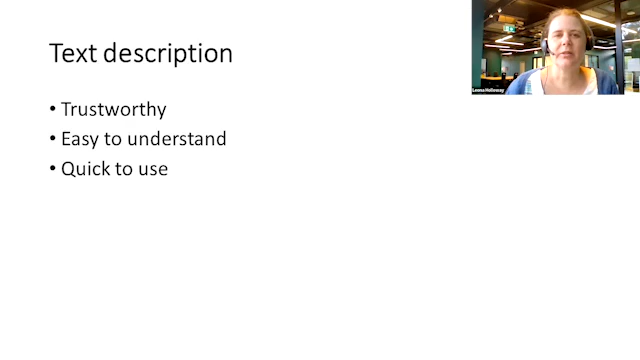 Text description
• Trustworthy
• Easy to understand
• Quick to use
Leona Holloway